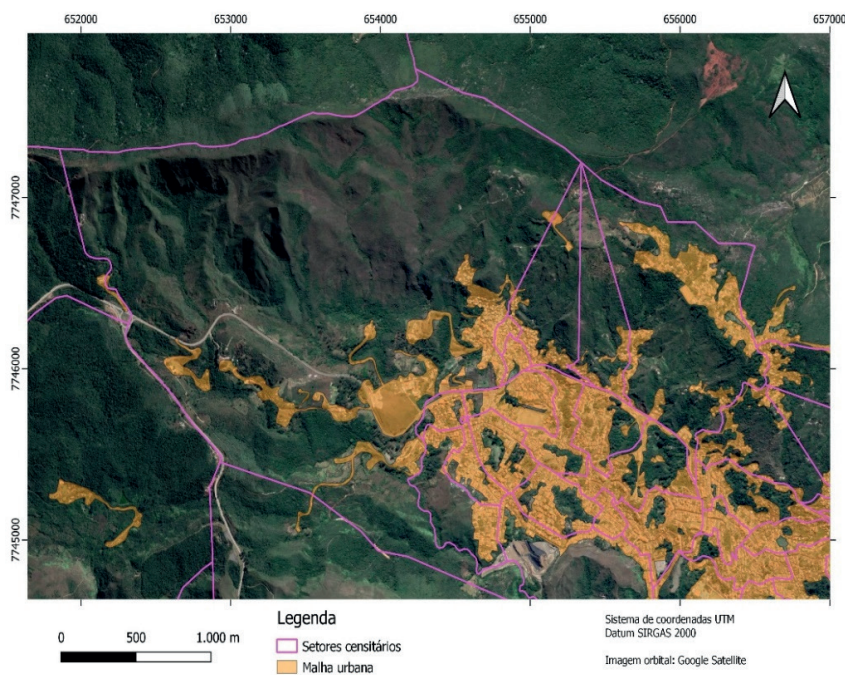 652000 653000 654000 655000 656000 657000
7747000
7746000
7745000
0 500 1.000 m
Legenda
Setores censitários
Malha urbana
Sistema de coordenadas UTM
Datum SIRGAS 2000
Imagem orbital: Google Satellite